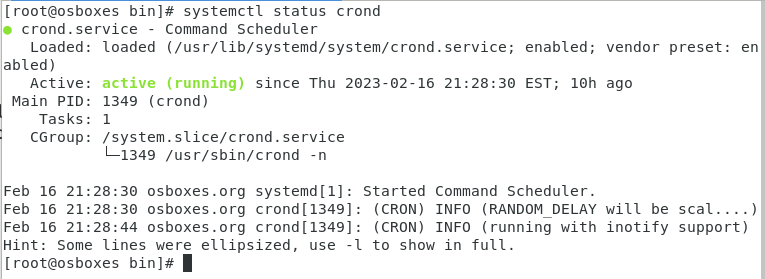 [root@osboxes bin]# systemctl status crond
● crond.service - Command Scheduler
   Loaded: loaded (/usr/lib/systemd/system/crond.service; enabled; vendor preset: en
abled)
   Active: active (running) since Thu 2023-02-16 21:28:30 EST; 10h ago
 Main PID: 1349 (crond)
    Tasks: 1
   CGroup: /system.slice/crond.service
           └─1349 /usr/sbin/crond -n

Feb 16 21:28:30 osboxes.org systemd[1]: Started Command Scheduler.
Feb 16 21:28:30 osboxes.org crond[1349]: (CRON) INFO (RANDOM_DELAY will be scal....)
Feb 16 21:28:44 osboxes.org crond[1349]: (CRON) INFO (running with inotify support)
Hint: Some lines were ellipsized, use -l to show in full.
[root@osboxes bin]#